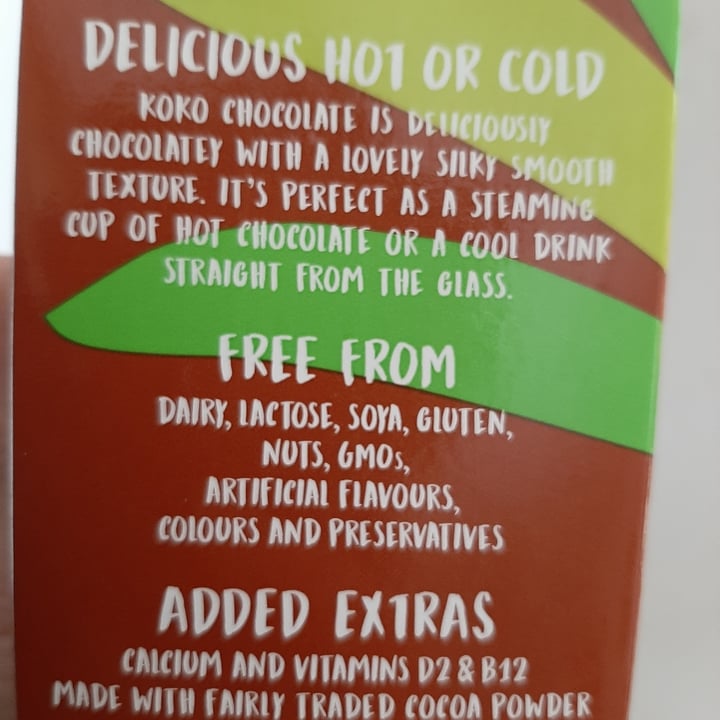 DELICIOUS HOT OR COLD
KOKO CHOCOLATE IS DELICIOUSLY
CHOCOLATEY WITH A LOVELY SILKY SMOOTH
TEXTURE. IT'S PERFECT AS A STEAMING
CUP OF HOT CHOCOLATE OR A COOL DRINK
STRAIGHT FROM THE GLASS.
FREE FROM
DAIRY, LACTOSE, SOYA, GLUTEN,
NUTS, GMOs,
ARTIFICIAL FLAVOURS,
COLOURS AND PRESERVATIVES
ADDED EXTRAS
CALCIUM AND VITAMINS D2 & B12
MADE WITH FAIRLY TRADED COCOA POWDER